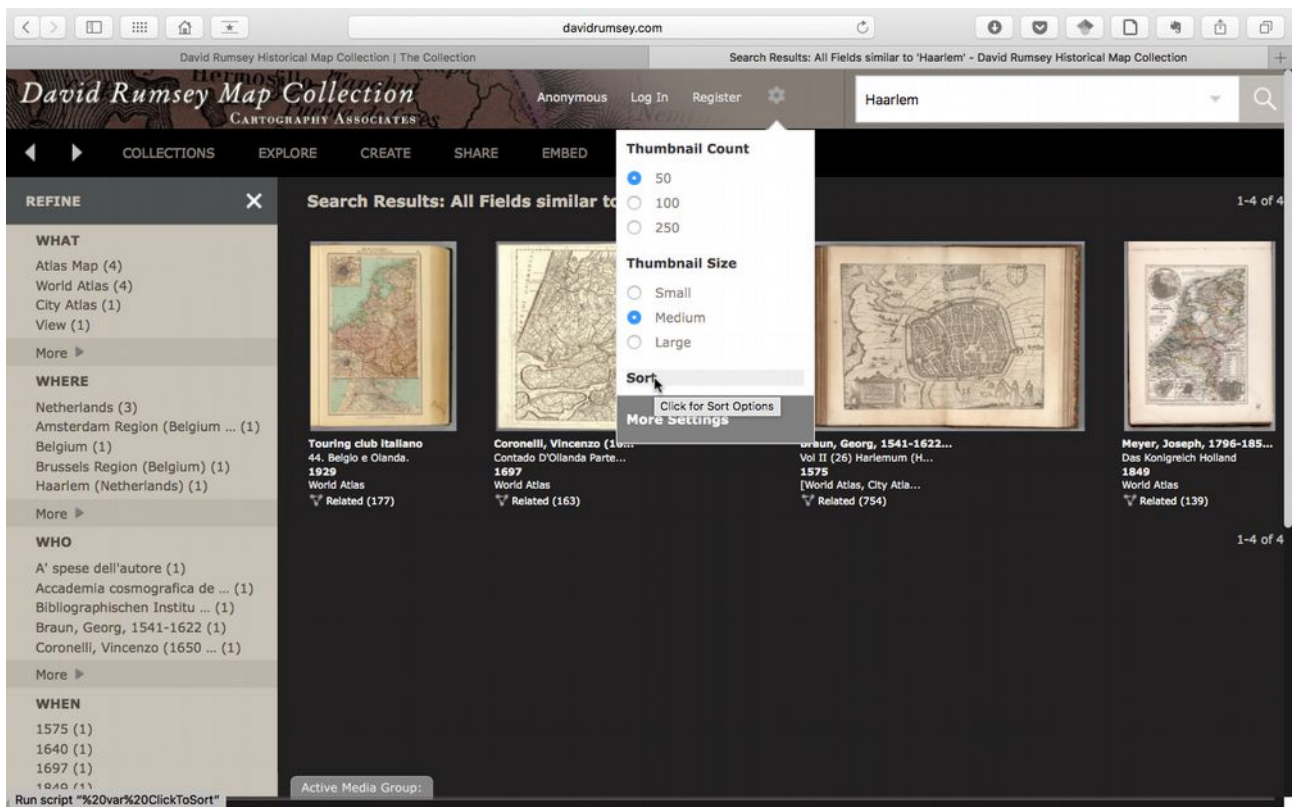 davidrumsey.com
David Rumsey Historical Map Collection | The Collection
Search Results: All Fields similar to 'Haarlem' - David Rumsey Historical Map Collection
David Rumsey Map Collection
CARTOGRAPHY ASSOCIATES
Anonymous Log In Register
Haarlem
COLLECTIONS EXPLORE CREATE SHARE EMBED
REFINE
WHAT
Atlas Map (4)
World Atlas (4)
City Atlas (1)
View (1)
More
WHERE
Netherlands (3)
Amsterdam Region (Belgium ... (1)
Belgium (1)
Brussels Region (Belgium) (1)
Haarlem (Netherlands) (1)
More
WHO
A' spese dell'autore (1)
Accademia cosmografica de ... (1)
Bibliographischen Institu ... (1)
Braun, Georg, 1541-1622 (1)
Coronelli, Vincenzo (1650 ... (1)
More
WHEN
1575 (1)
1640 (1)
1697 (1)
1849 (1)
Run script "%20var%20ClickToSort"
Search Results: All Fields similar to
1-4 of 4
Thumbnail Count
50
100
250
Thumbnail Size
Small
Medium
Large
Sort
Click for Sort Options
More Settings
Touring club italiano
44. Belgio e Olanda.
1929
World Atlas
Related (177)
Coronelli, Vincenzo
Contado D'Ollanda Parte...
1697
World Atlas
Related (163)
Braun, Georg, 1541-1622...
Vol II (26) Harlemum (H...
1575
[World Atlas, City Atla...
Related (754)
Meyer, Joseph, 1796-185...
Das Konigreich Holland
1849
World Atlas
Related (139)
1-4 of 4
Active Media Group: